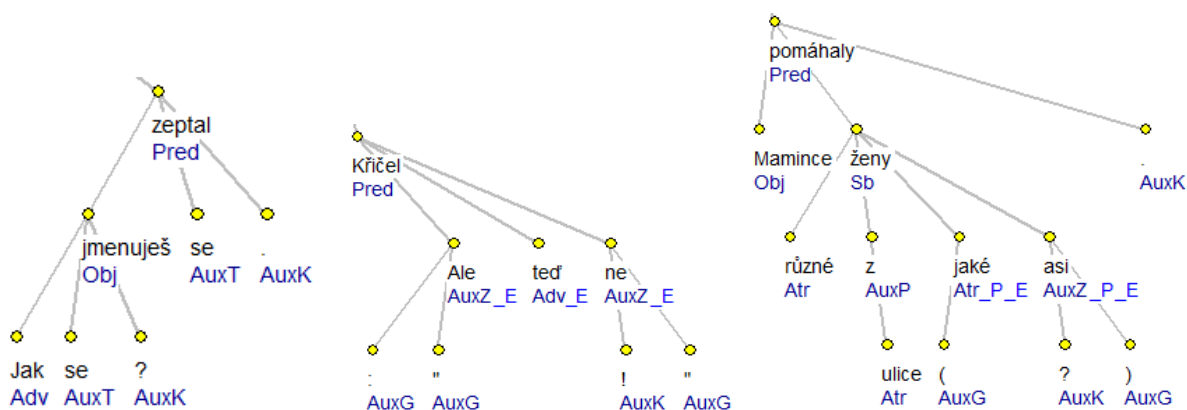 zeptal
Pred
jmenuješ se .
Obj AuxT AuxK
Jak se ?
Adv AuxT AuxK
Křičel
Pred
Ale teď ne
AuxZ_E Adv_E AuxZ_E
: " ! "
AuxG AuxG AuxK AuxG
pomáhaly
Pred
Mamince ženy .
Obj Sb AuxK
různé z jaké asi
Atr AuxP Atr_P_E AuxZ_P_E
ulice ( ? )
Atr AuxG AuxK AuxG